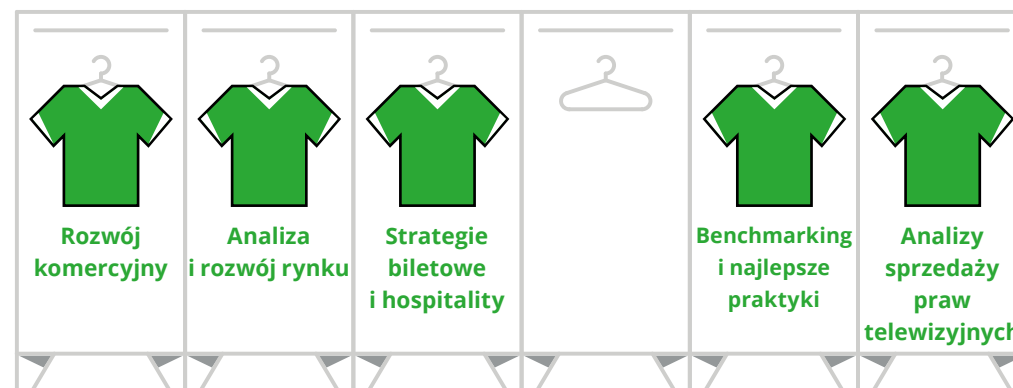 Rozwój
komercyjny
Analiza
i rozwój rynku
Strategie
biletowe
i hospitality
Benchmarking
i najlepsze
praktyki
Analizy
sprzedaży
praw
telewizyjnych